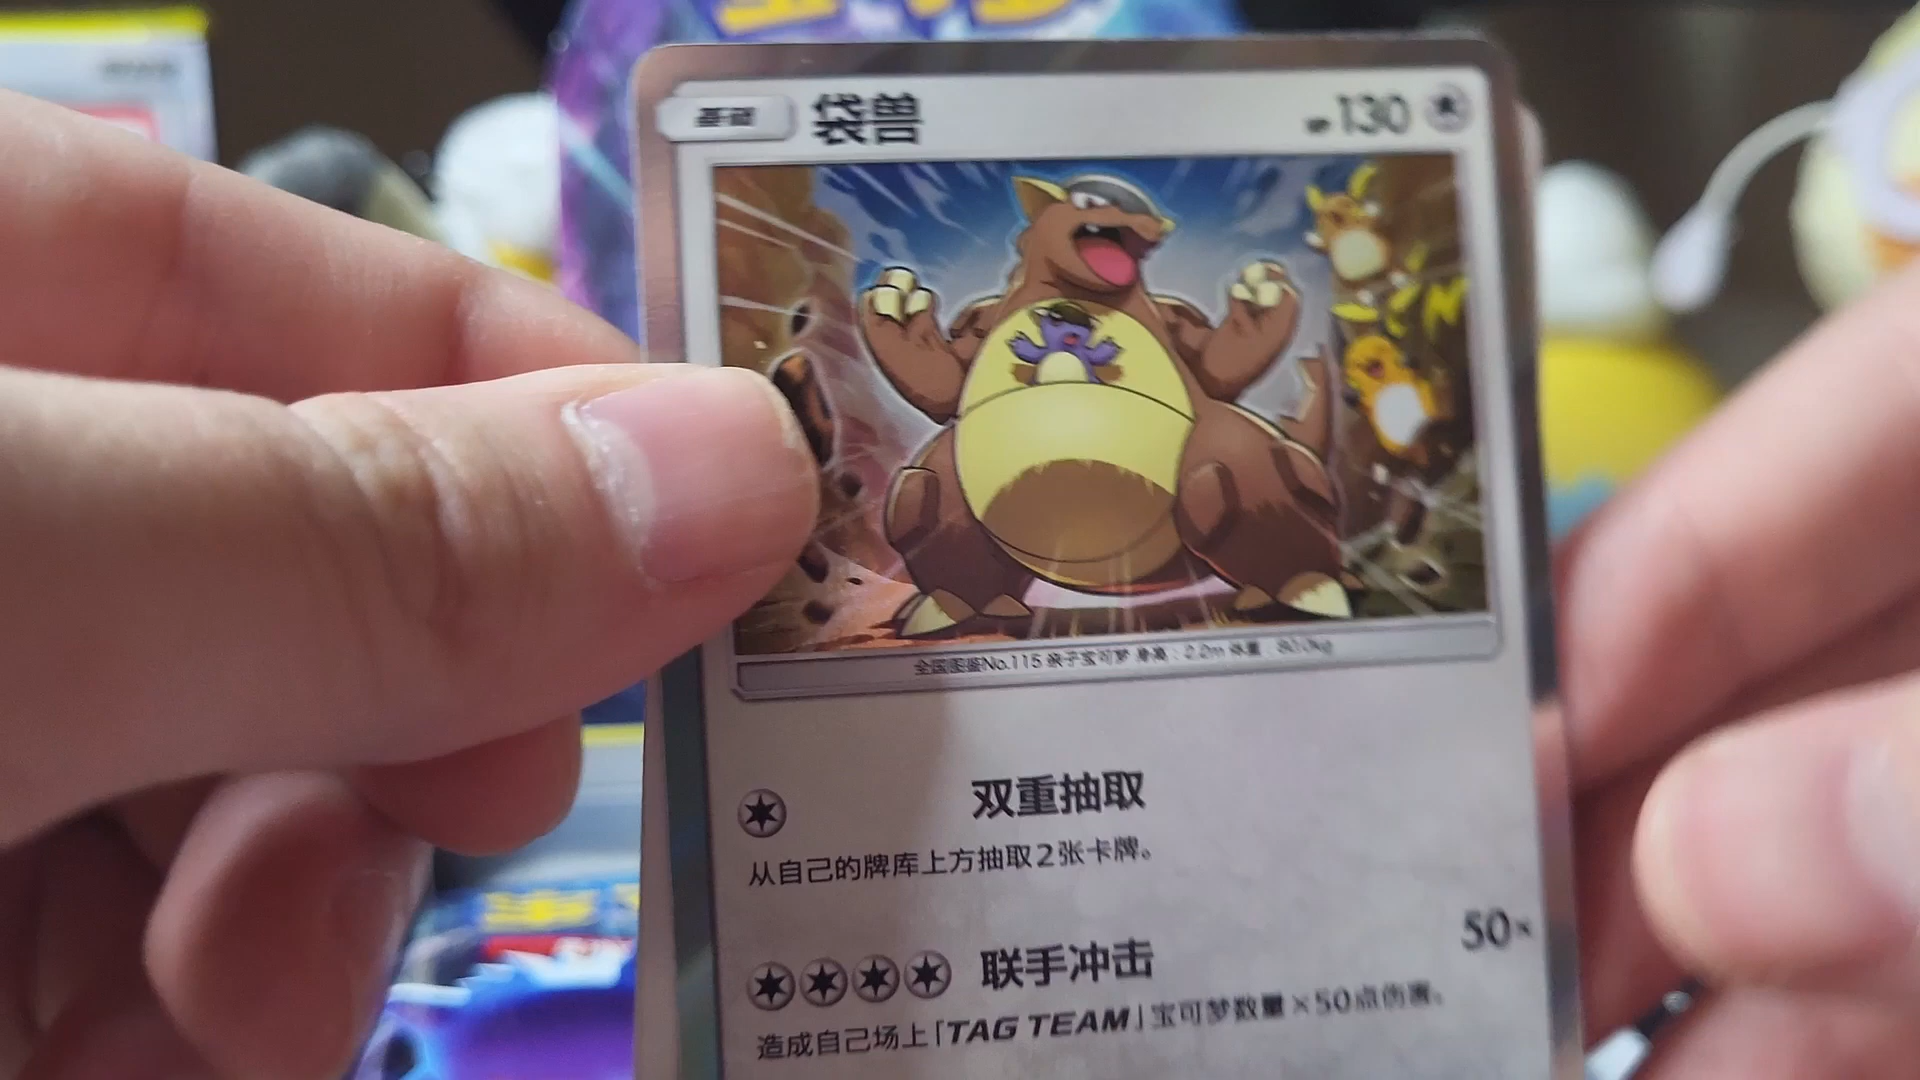 基础 袋兽 HP130
全国图鉴No.115 亲子宝可梦 身高：2.2m 体重：80.0kg
双重抽取
从自己的牌库上方抽取2张卡牌。
联手冲击 50×
造成自己场上「TAG TEAM」宝可梦数量×50点伤害。